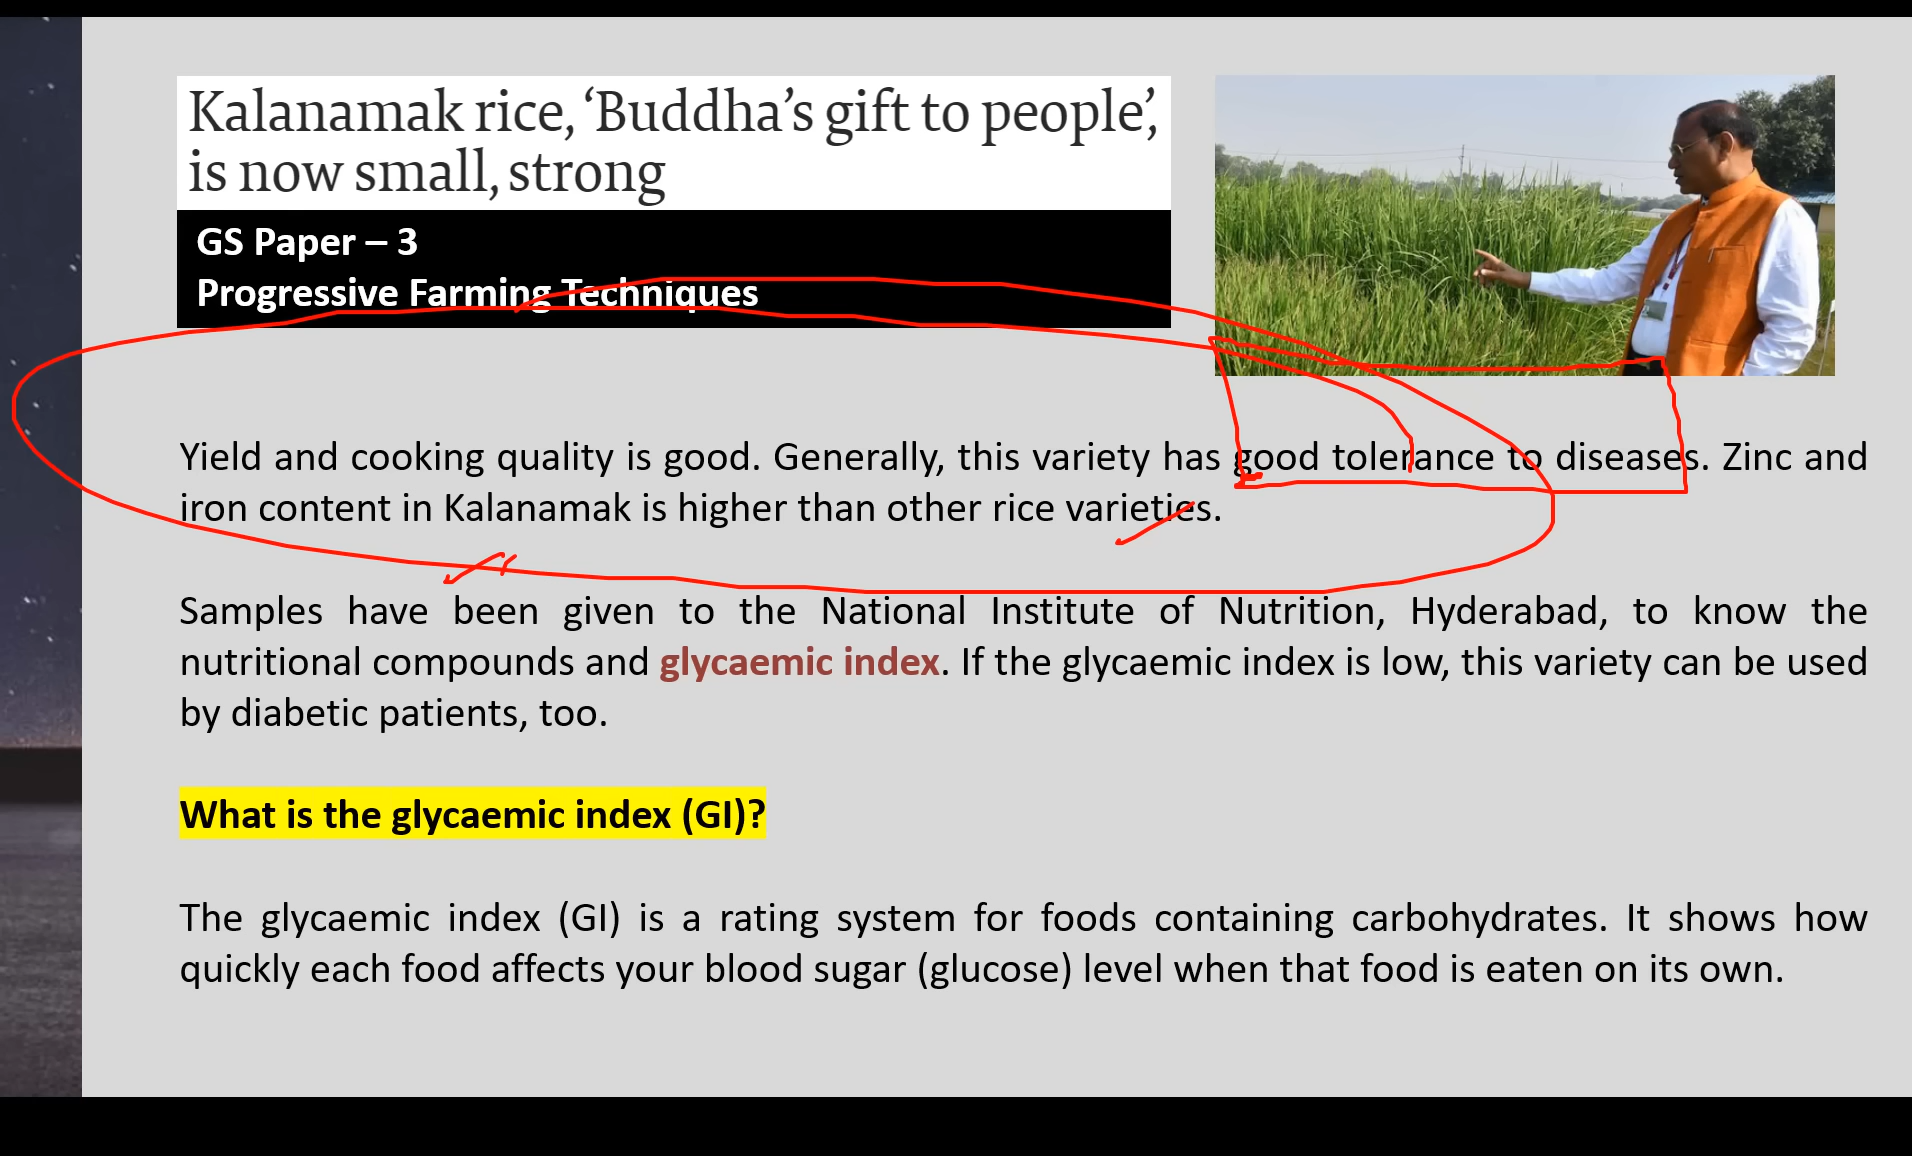 Kalanamak rice, ‘Buddha’s gift to people’,
is now small, strong
GS Paper – 3
Progressive Farming Techniques
Yield and cooking quality is good. Generally, this variety has good tolerance to diseases. Zinc and
iron content in Kalanamak is higher than other rice varieties.
Samples have been given to the National Institute of Nutrition, Hyderabad, to know the
nutritional compounds and glycaemic index. If the glycaemic index is low, this variety can be used
by diabetic patients, too.
What is the glycaemic index (GI)?
The glycaemic index (GI) is a rating system for foods containing carbohydrates. It shows how
quickly each food affects your blood sugar (glucose) level when that food is eaten on its own.